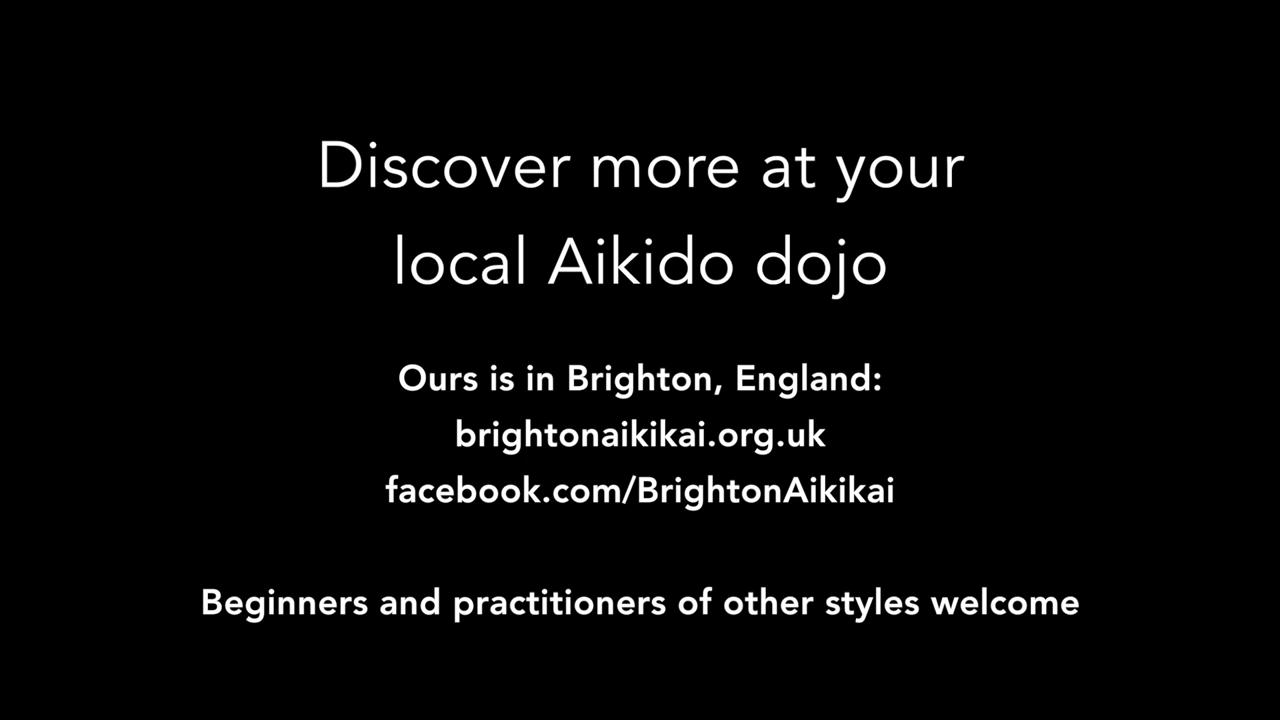 Discover more at your
local Aikido dojo
Ours is in Brighton, England:
brightonaikikai.org.uk
facebook.com/BrightonAikikai
Beginners and practitioners of other styles welcome